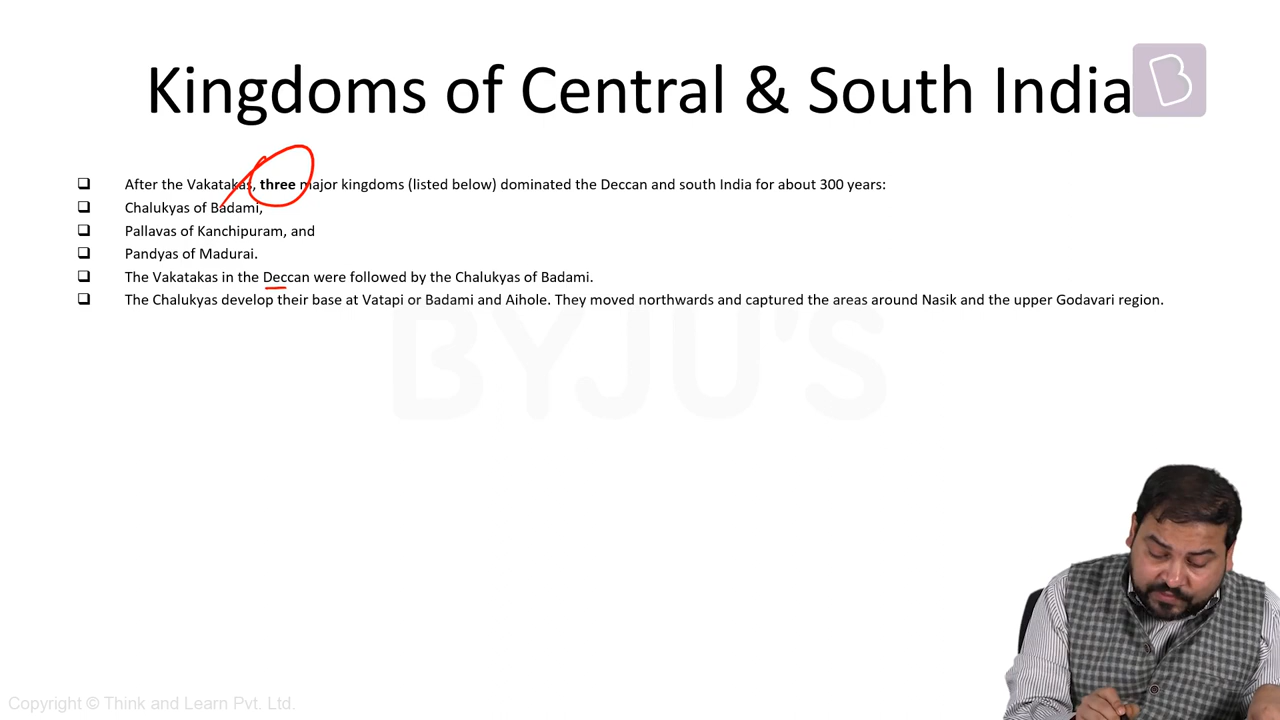 Kingdoms of Central & South India
B
❑ After the Vakatakas, three major kingdoms (listed below) dominated the Deccan and south India for about 300 years:
❑ Chalukyas of Badami,
❑ Pallavas of Kanchipuram, and
❑ Pandyas of Madurai.
❑ The Vakatakas in the Deccan were followed by the Chalukyas of Badami.
❑ The Chalukyas develop their base at Vatapi or Badami and Aihole. They moved northwards and captured the areas around Nasik and the upper Godavari region.
BYJU'S
Copyright © Think and Learn Pvt. Ltd.